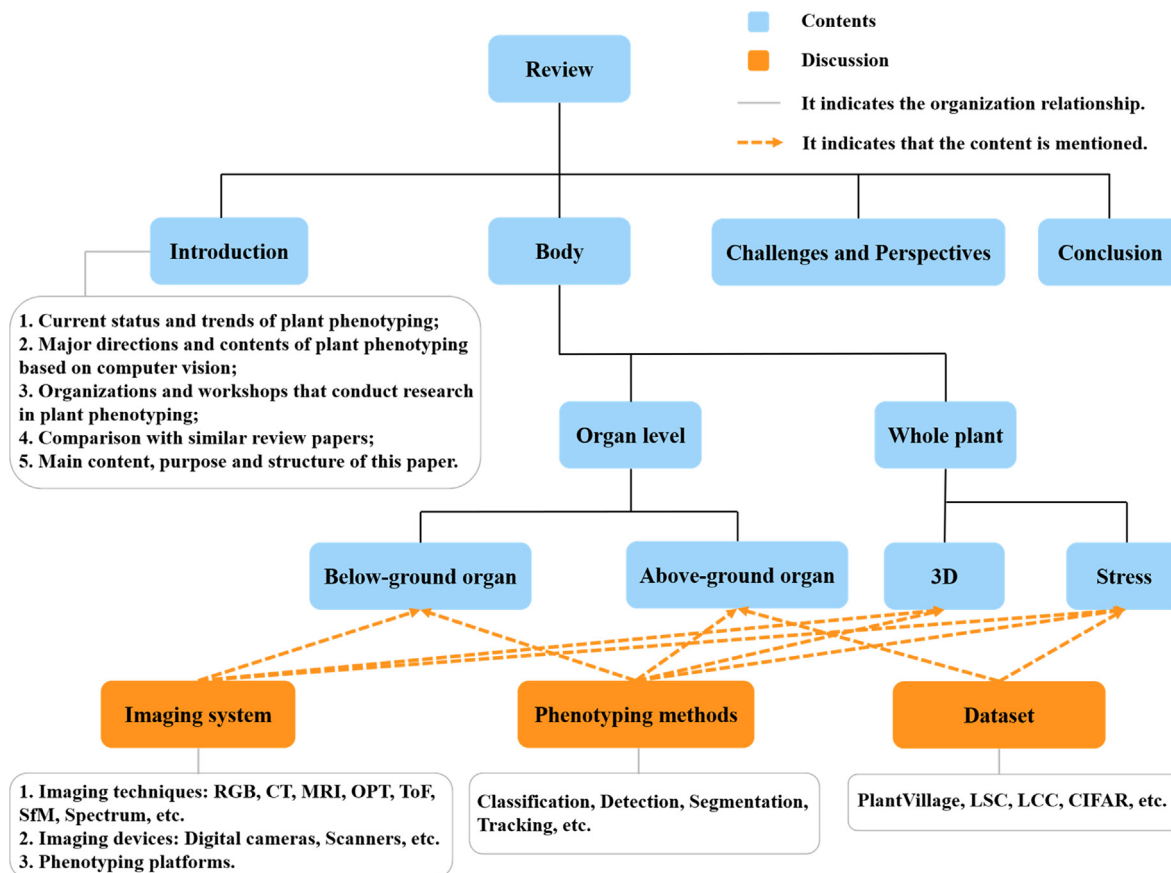 Contents
Review
Discussion
It indicates the organization relationship.
It indicates that the content is mentioned.
Introduction
Body
Challenges and Perspectives
Conclusion
1. Current status and trends of plant phenotyping;
2. Major directions and contents of plant phenotyping
based on computer vision;
3. Organizations and workshops that conduct research
in plant phenotyping;
4. Comparison with similar review papers;
5. Main content, purpose and structure of this paper.
Organ level
Whole plant
Below-ground organ
Above-ground organ
3D
Stress
Imaging system
Phenotyping methods
Dataset
1. Imaging techniques: RGB, CT, MRI, OPT, ToF,
SfM, Spectrum, etc.
2. Imaging devices: Digital cameras, Scanners, etc.
3. Phenotyping platforms.
Classification, Detection, Segmentation,
Tracking, etc.
PlantVillage, LSC, LCC, CIFAR, etc.